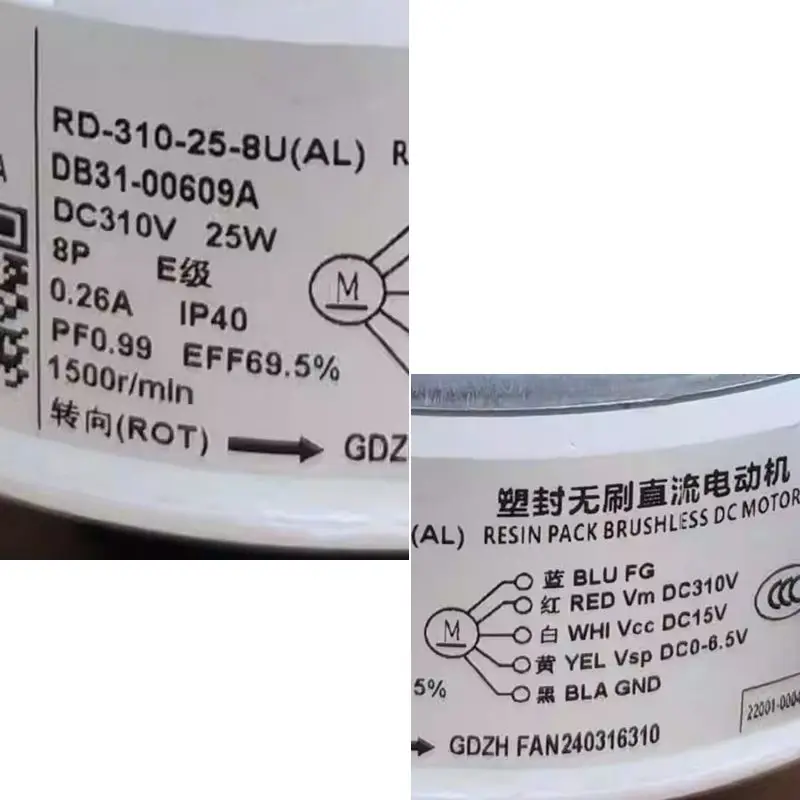 RD-310-25-8U(AL) R
DB31-00609A
DC310V 25W
8P E级
0.26A IP40
PF0.99 EFF69.5%
1500r/min
转向(ROT) GDZ
M
A
塑封无刷直流电动机
(AL) RESIN PACK BRUSHLESS DC MOTOR
蓝 BLU FG
红 RED Vm DC310V
白 WHI Vcc DC15V
黄 YEL Vsp DC0-6.5V
黑 BLA GND
M
CCC
5%
22001-0004
GDZH FAN240316310